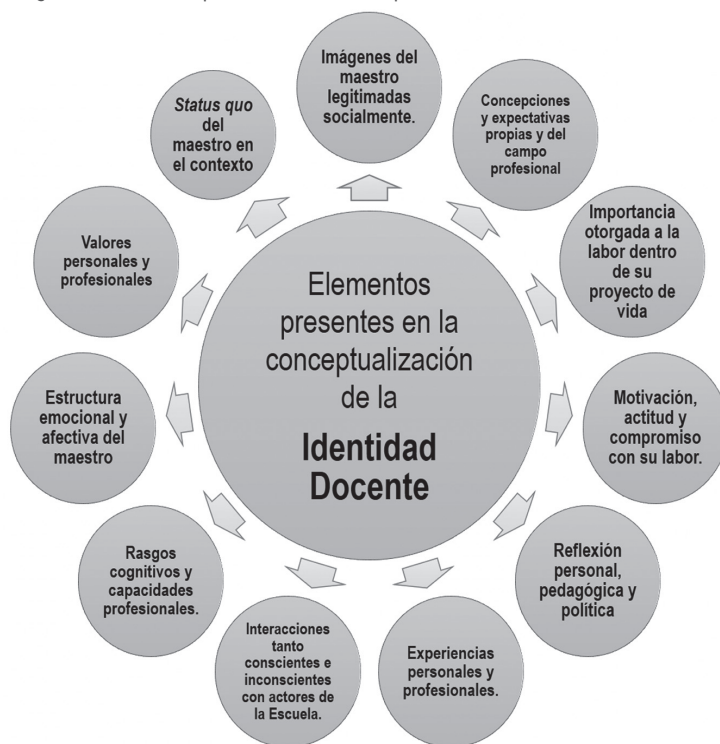 Elementos
presentes en la
conceptualización
de la
Identidad
Docente
Imágenes del
maestro
legitimadas
socialmente.
Concepciones
y expectativas
propias y del
campo
profesional
Importancia
otorgada a la
labor dentro
de su
proyecto de
vida
Motivación,
actitud y
compromiso
con su labor.
Reflexión
personal,
pedagógica y
política
Experiencias
personales y
profesionales.
Interacciones
tanto
conscientes e
inconscientes
con actores de
la Escuela.
Rasgos
cognitivos y
capacidades
profesionales.
Estructura
emocional y
afectiva del
maestro
Valores
personales y
profesionales
Status quo
del
maestro en
el contexto